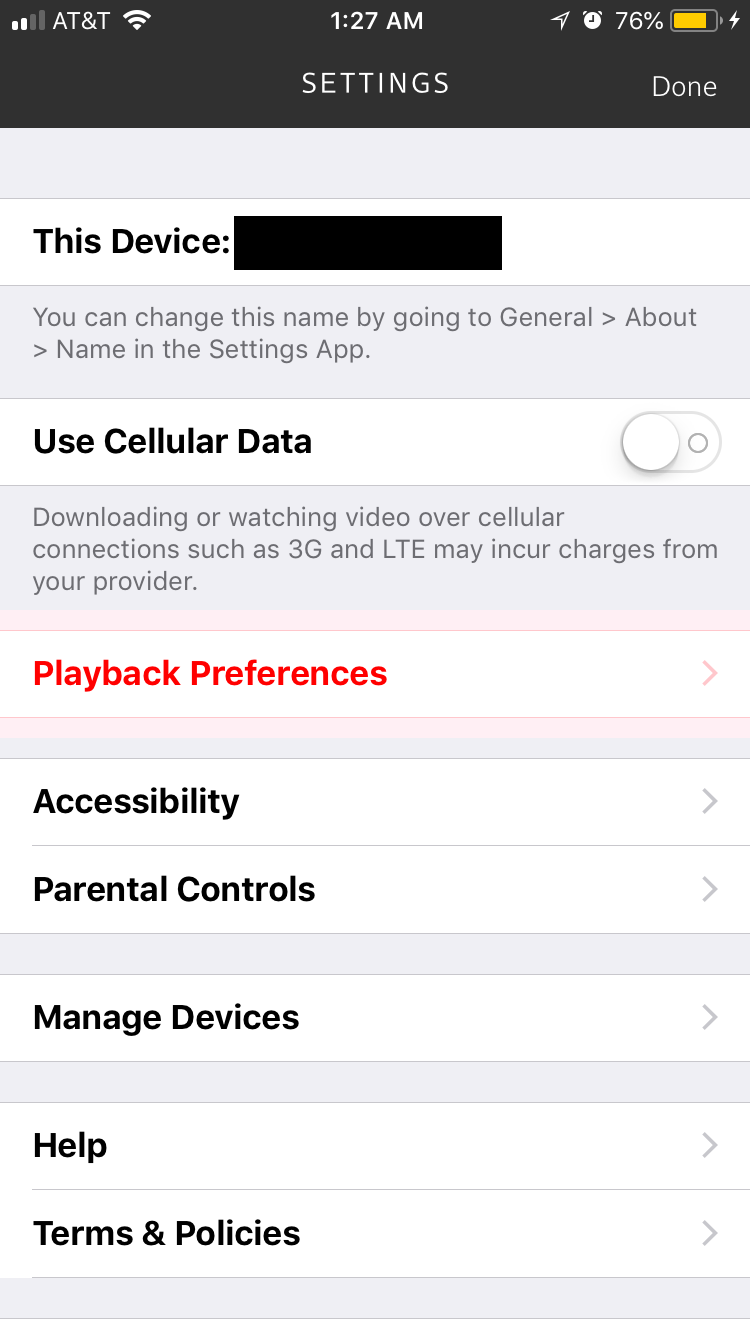 AT&T 1:27 AM 76%
SETTINGS Done
This Device:
You can change this name by going to General > About
> Name in the Settings App.
Use Cellular Data
Downloading or watching video over cellular
connections such as 3G and LTE may incur charges from
your provider.
Playback Preferences
Accessibility
Parental Controls
Manage Devices
Help
Terms & Policies